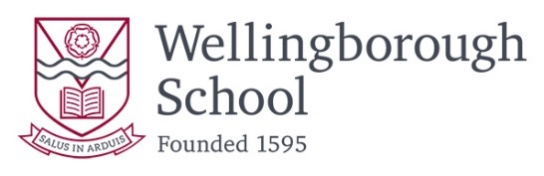 Wellingborough
School
SALUS IN ARDUIS
Founded 1595